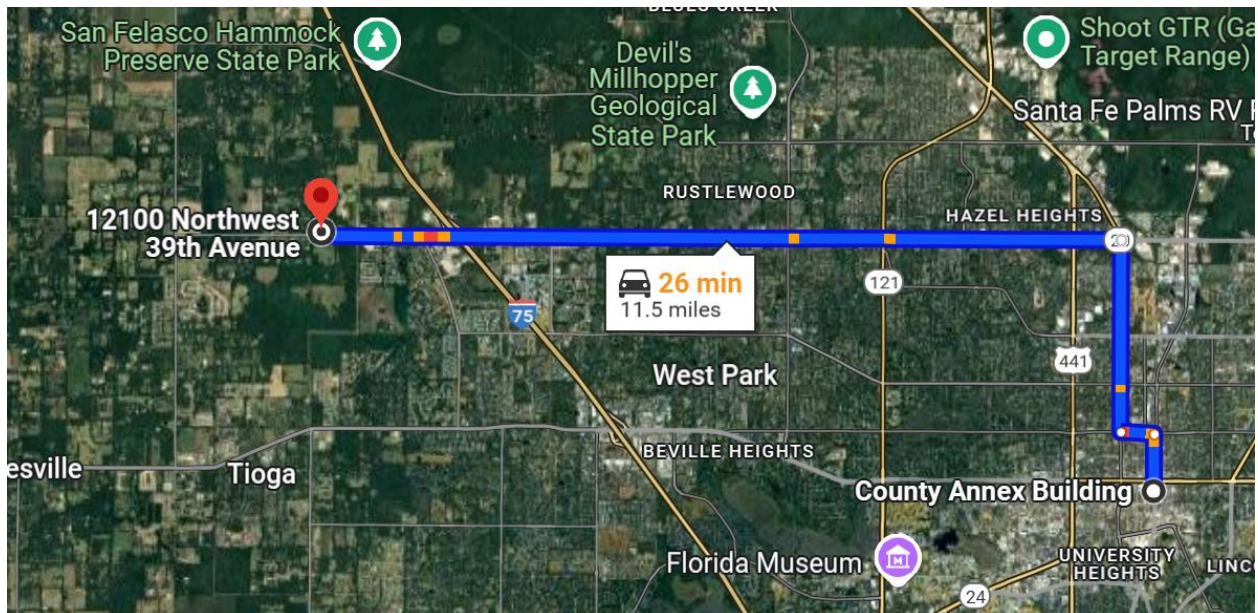 BLUES CREEK
San Felasco Hammock
Preserve State Park
Shoot GTR (Ga
Target Range)
Devil's
Millhopper
Geological
State Park
Santa Fe Palms RV
RUSTLEWOOD
12100 Northwest
39th Avenue
HAZEL HEIGHTS
26 min
11.5 miles
121
75
441
West Park
BEVILLE HEIGHTS
esville
Tioga
County Annex Building
Florida Museum
UNIVERSITY
HEIGHTS
LINCO
24